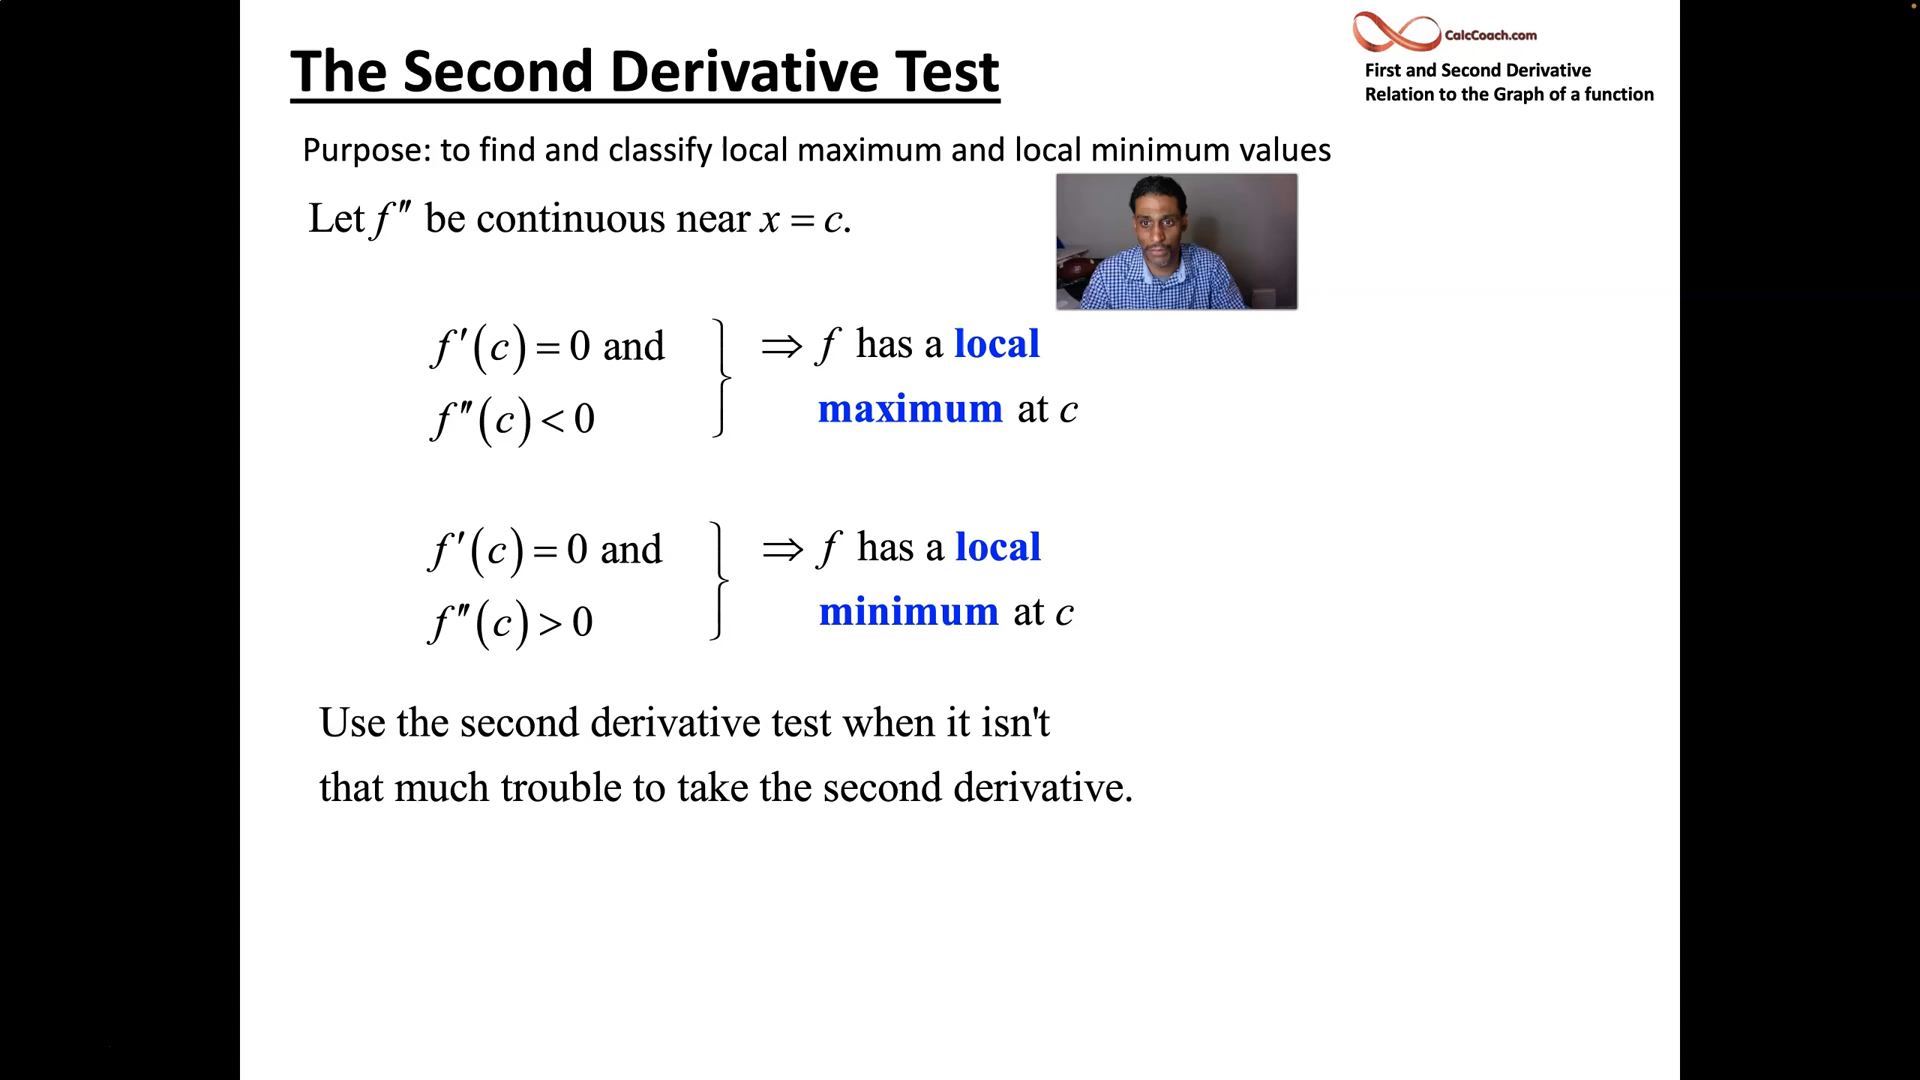 The Second Derivative Test
CalcCoach.com
First and Second Derivative
Relation to the Graph of a function
Purpose: to find and classify local maximum and local minimum values
Let f″ be continuous near x = c.
f′(c) = 0 and } ⇒ f has a local
f″(c) < 0 maximum at c
f′(c) = 0 and } ⇒ f has a local
f″(c) > 0 minimum at c
Use the second derivative test when it isn't
that much trouble to take the second derivative.